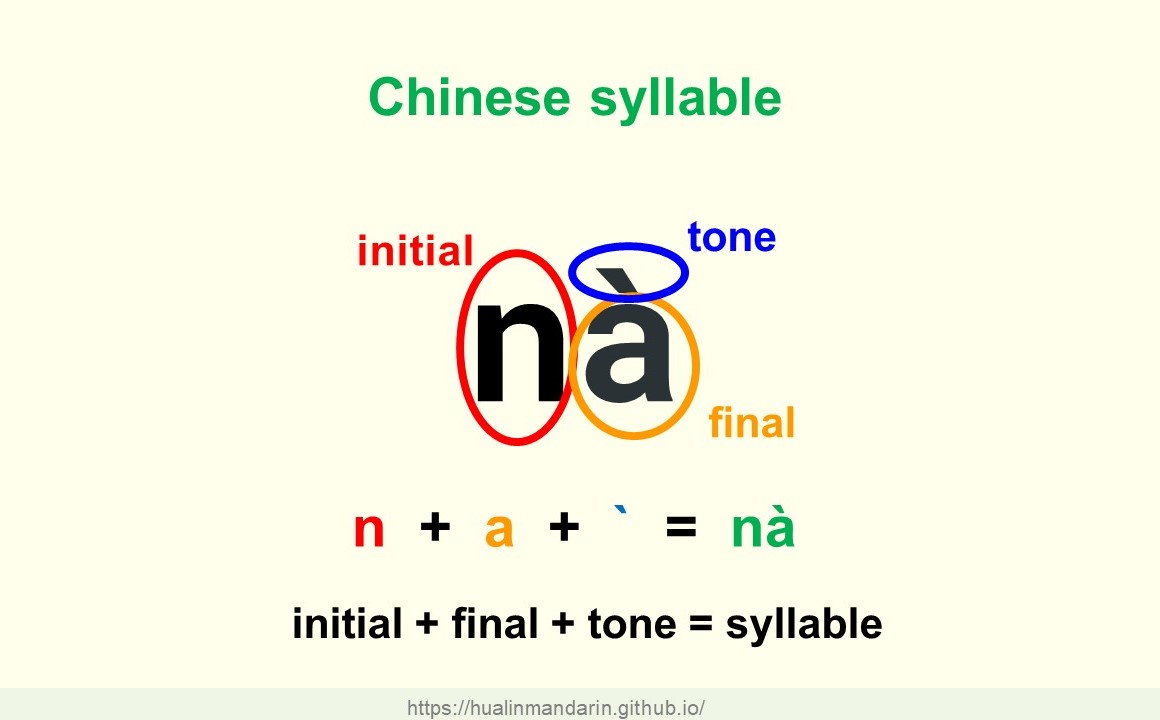 Chinese syllable
initial
tone
nà
final
n + a + ` = nà
initial + final + tone = syllable
https://hualinmandarin.github.io/